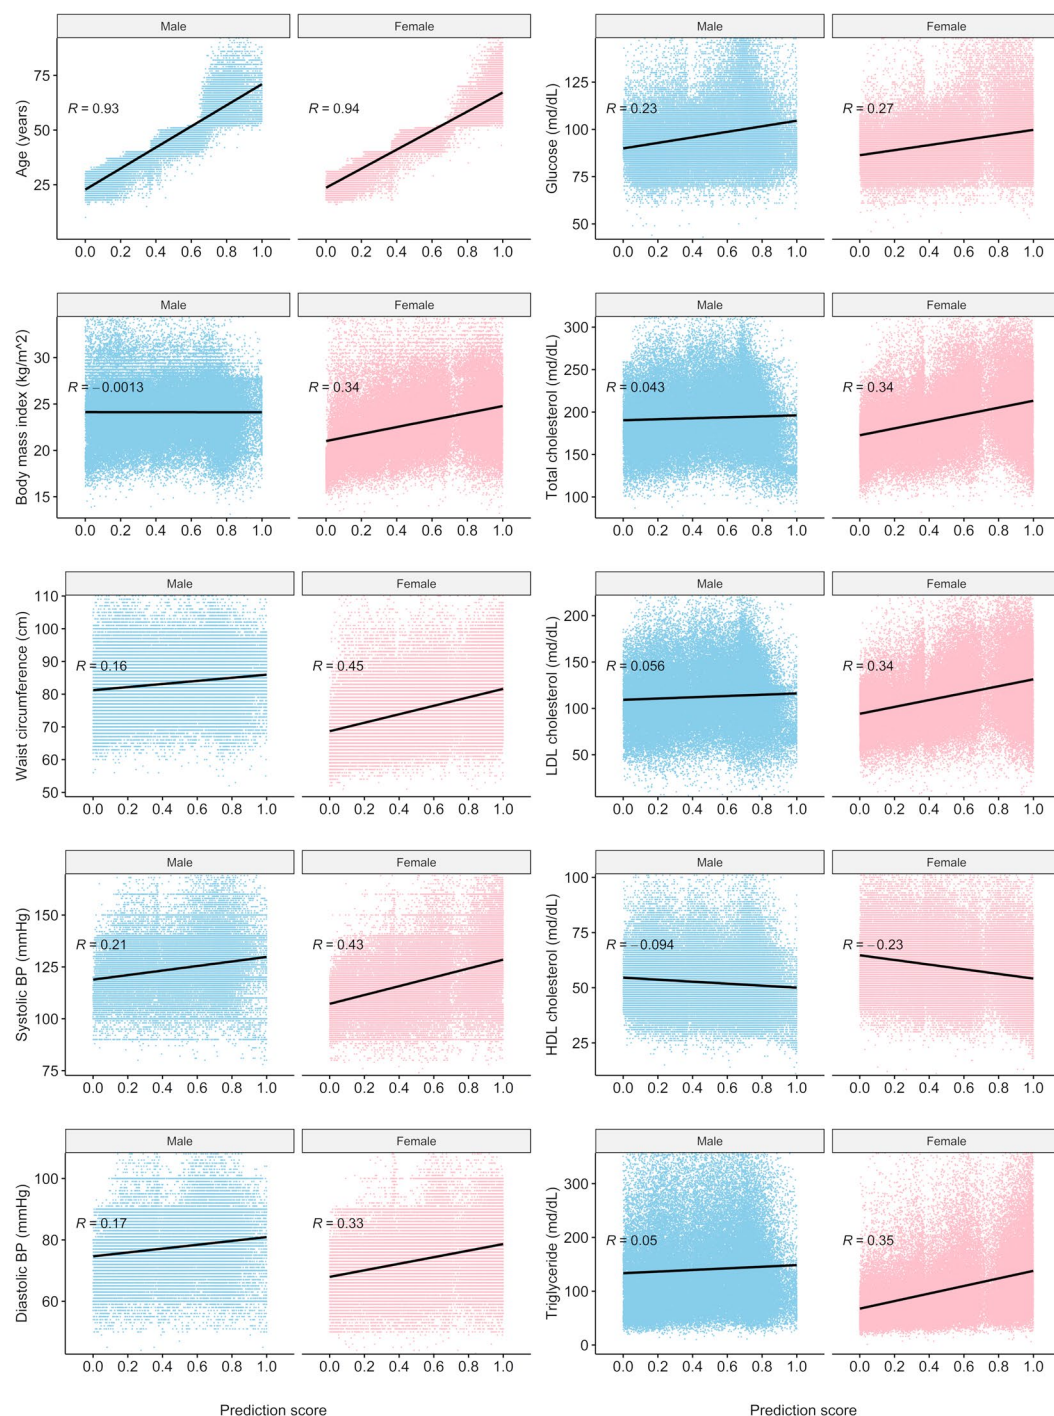 Male Female
Age (years)
75
50
25
R = 0.93
R = 0.94
0.0 0.2 0.4 0.6 0.8 1.0 0.0 0.2 0.4 0.6 0.8 1.0
Male Female
Glucose (md/dL)
125
100
75
50
R = 0.23
R = 0.27
0.0 0.2 0.4 0.6 0.8 1.0 0.0 0.2 0.4 0.6 0.8 1.0
Male Female
Body mass index (kg/m^2)
30
25
20
15
R = −0.0013
R = 0.34
0.0 0.2 0.4 0.6 0.8 1.0 0.0 0.2 0.4 0.6 0.8 1.0
Male Female
Total cholesterol (md/dL)
300
200
100
R = 0.043
R = 0.34
0.0 0.2 0.4 0.6 0.8 1.0 0.0 0.2 0.4 0.6 0.8 1.0
Male Female
Waist circumference (cm)
110
100
90
80
70
60
50
R = 0.16
R = 0.45
0.0 0.2 0.4 0.6 0.8 1.0 0.0 0.2 0.4 0.6 0.8 1.0
Male Female
LDL cholesterol (md/dL)
200
150
100
50
R = 0.056
R = 0.34
0.0 0.2 0.4 0.6 0.8 1.0 0.0 0.2 0.4 0.6 0.8 1.0
Male Female
Systolic BP (mmHg)
150
125
100
75
R = 0.21
R = 0.43
0.0 0.2 0.4 0.6 0.8 1.0 0.0 0.2 0.4 0.6 0.8 1.0
Male Female
HDL cholesterol (md/dL)
100
75
50
25
R = −0.094
R = −0.23
0.0 0.2 0.4 0.6 0.8 1.0 0.0 0.2 0.4 0.6 0.8 1.0
Male Female
Diastolic BP (mmHg)
100
80
60
R = 0.17
R = 0.33
0.0 0.2 0.4 0.6 0.8 1.0 0.0 0.2 0.4 0.6 0.8 1.0
Male Female
Triglyceride (md/dL)
300
200
100
0
R = 0.05
R = 0.35
0.0 0.2 0.4 0.6 0.8 1.0 0.0 0.2 0.4 0.6 0.8 1.0
Prediction score
Prediction score